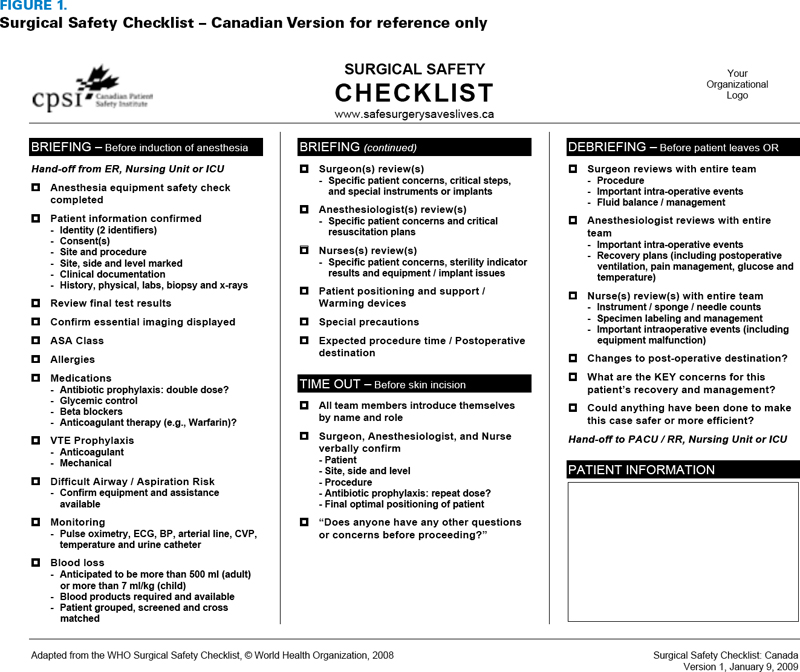 FIGURE 1.
Surgical Safety Checklist – Canadian Version for reference only
cpsi
Canadian Patient
Safety Institute
SURGICAL SAFETY
CHECKLIST
www.safesurgerysaveslives.ca
Your
Organizational
Logo
BRIEFING – Before induction of anesthesia
Hand-off from ER, Nursing Unit or ICU
Anesthesia equipment safety check
completed
Patient information confirmed
- Identity (2 identifiers)
- Consent(s)
- Site and procedure
- Site, side and level marked
- Clinical documentation
- History, physical, labs, biopsy and x-rays
Review final test results
Confirm essential imaging displayed
ASA Class
Allergies
Medications
- Antibiotic prophylaxis: double dose?
- Glycemic control
- Beta blockers
- Anticoagulant therapy (e.g., Warfarin)?
VTE Prophylaxis
- Anticoagulant
- Mechanical
Difficult Airway / Aspiration Risk
- Confirm equipment and assistance
available
Monitoring
- Pulse oximetry, ECG, BP, arterial line, CVP,
temperature and urine catheter
Blood loss
- Anticipated to be more than 500 ml (adult)
or more than 7 ml/kg (child)
- Blood products required and available
- Patient grouped, screened and cross
matched
BRIEFING (continued)
Surgeon(s) review(s)
- Specific patient concerns, critical steps,
and special instruments or implants
Anesthesiologist(s) review(s)
- Specific patient concerns and critical
resuscitation plans
Nurses(s) review(s)
- Specific patient concerns, sterility indicator
results and equipment / implant issues
Patient positioning and support /
Warming devices
Special precautions
Expected procedure time / Postoperative
destination
TIME OUT – Before skin incision
All team members introduce themselves
by name and role
Surgeon, Anesthesiologist, and Nurse
verbally confirm
- Patient
- Site, side and level
- Procedure
- Antibiotic prophylaxis: repeat dose?
- Final optimal positioning of patient
“Does anyone have any other questions
or concerns before proceeding?”
DEBRIEFING – Before patient leaves OR
Surgeon reviews with entire team
- Procedure
- Important intra-operative events
- Fluid balance / management
Anesthesiologist reviews with entire
team
- Important intra-operative events
- Recovery plans (including postoperative
ventilation, pain management, glucose and
temperature)
Nurse(s) review(s) with entire team
- Instrument / sponge / needle counts
- Specimen labeling and management
- Important intraoperative events (including
equipment malfunction)
Changes to post-operative destination?
What are the KEY concerns for this
patient's recovery and management?
Could anything have been done to make
this case safer or more efficient?
Hand-off to PACU / RR, Nursing Unit or ICU
PATIENT INFORMATION
Adapted from the WHO Surgical Safety Checklist, © World Health Organization, 2008
Surgical Safety Checklist: Canada
Version 1, January 9, 2009